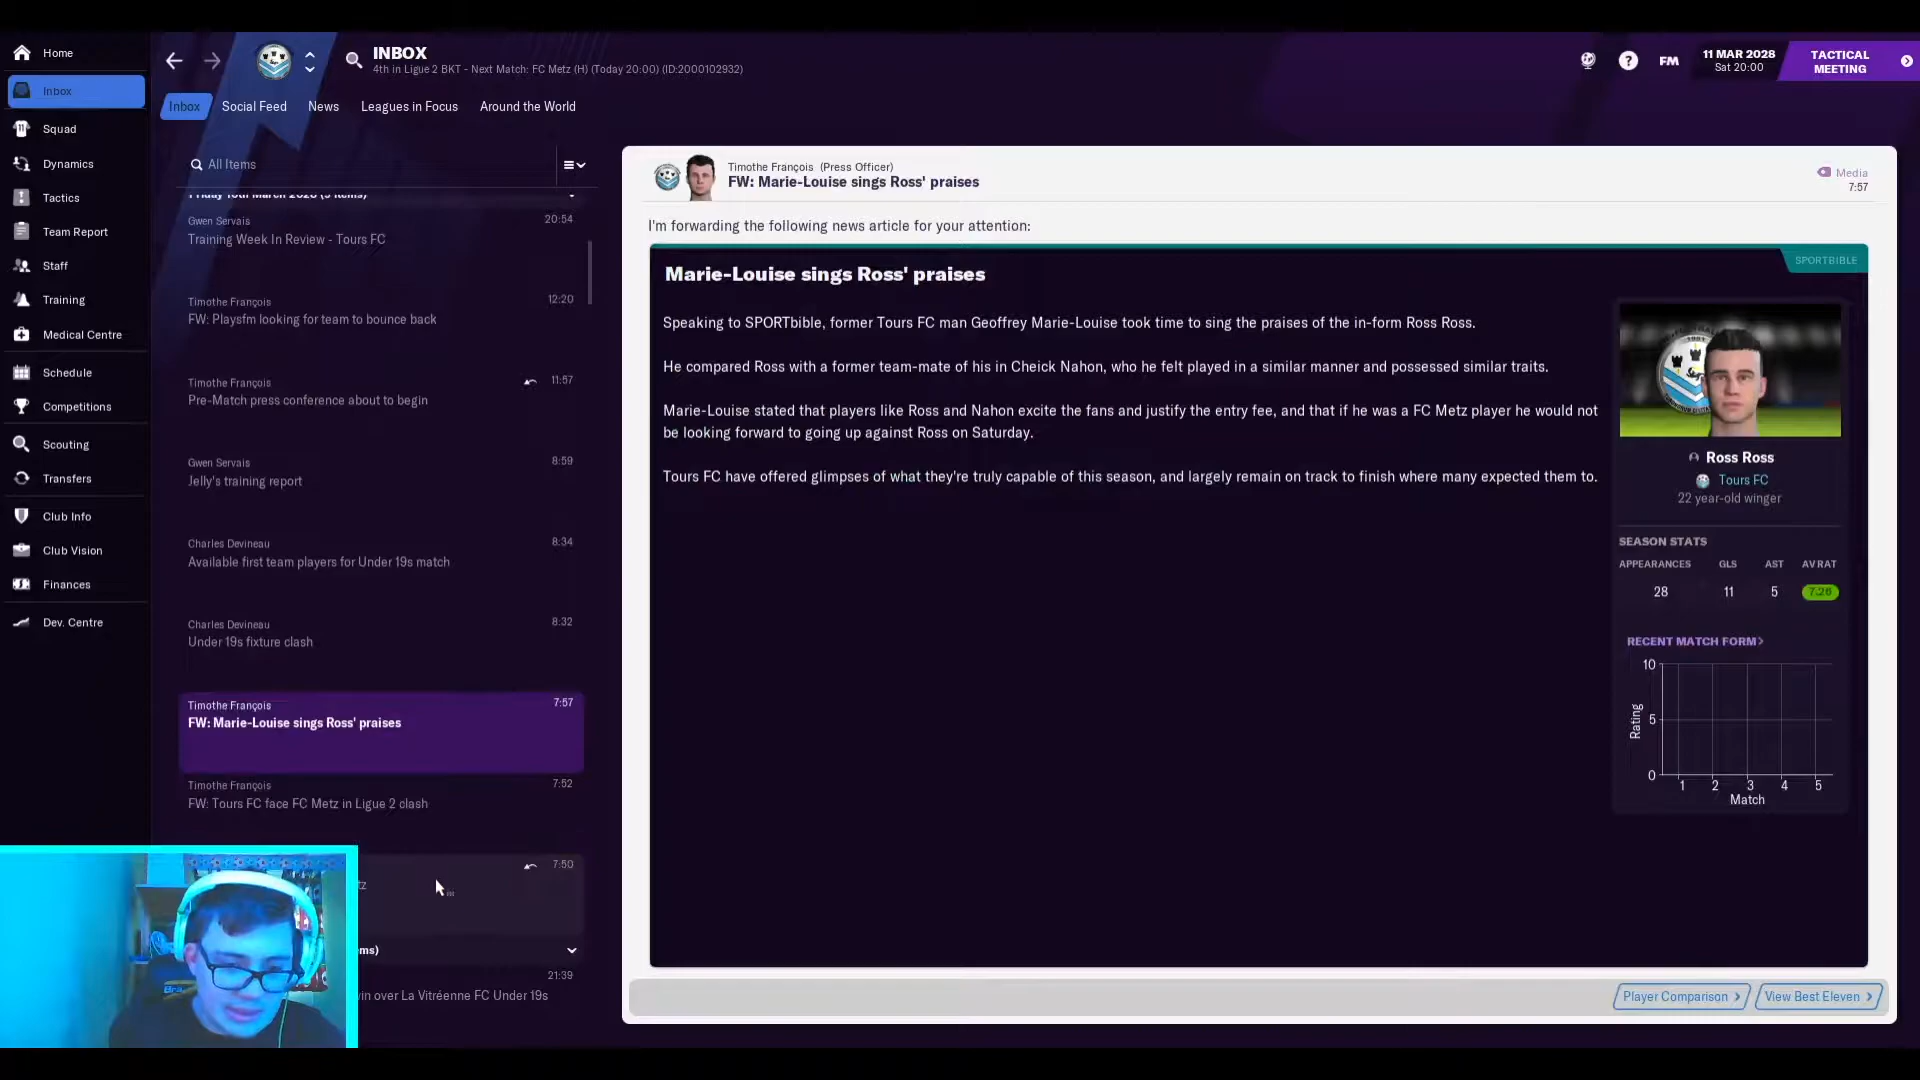 Home
Inbox
Squad
Dynamics
Tactics
Team Report
Staff
Training
Medical Centre
Schedule
Competitions
Scouting
Transfers
Club Info
Club Vision
Finances
Dev. Centre
INBOX
4th in Ligue 2 BKT - Next Match: FC Metz (H) (Today 20:00) (ID:2000102932)
?
FM
11 MAR 2028
Sat 20:00
TACTICAL
MEETING
Inbox
Social Feed
News
Leagues in Focus
Around the World
All Items
Gwen Servais
20:54
Training Week In Review - Tours FC
Timothe François
12:20
FW: Playsfm looking for team to bounce back
Timothe François
11:57
Pre-Match press conference about to begin
Gwen Servais
8:59
Jelly's training report
Charles Devineau
8:34
Available first team players for Under 19s match
Charles Devineau
8:32
Under 19s fixture clash
Timothe François
7:57
FW: Marie-Louise sings Ross' praises
Timothe François
7:52
FW: Tours FC face FC Metz in Ligue 2 clash
7:50
tz
ms)
21:39
vin over La Vitréenne FC Under 19s
Timothe François (Press Officer)
FW: Marie-Louise sings Ross' praises
Media
7:57
I'm forwarding the following news article for your attention:
Marie-Louise sings Ross' praises
SPORTBIBLE
Speaking to SPORTbible, former Tours FC man Geoffrey Marie-Louise took time to sing the praises of the in-form Ross Ross.
He compared Ross with a former team-mate of his in Cheick Nahon, who he felt played in a similar manner and possessed similar traits.
Marie-Louise stated that players like Ross and Nahon excite the fans and justify the entry fee, and that if he was a FC Metz player he would not
be looking forward to going up against Ross on Saturday.
Tours FC have offered glimpses of what they're truly capable of this season, and largely remain on track to finish where many expected them to.
Ross Ross
Tours FC
22 year-old winger
SEASON STATS
APPEARANCES GLS AST AV RAT
28 11 5 7.26
RECENT MATCH FORM>
10
5
0
Rating
1 2 3 4 5
Match
Player Comparison >
View Best Eleven >